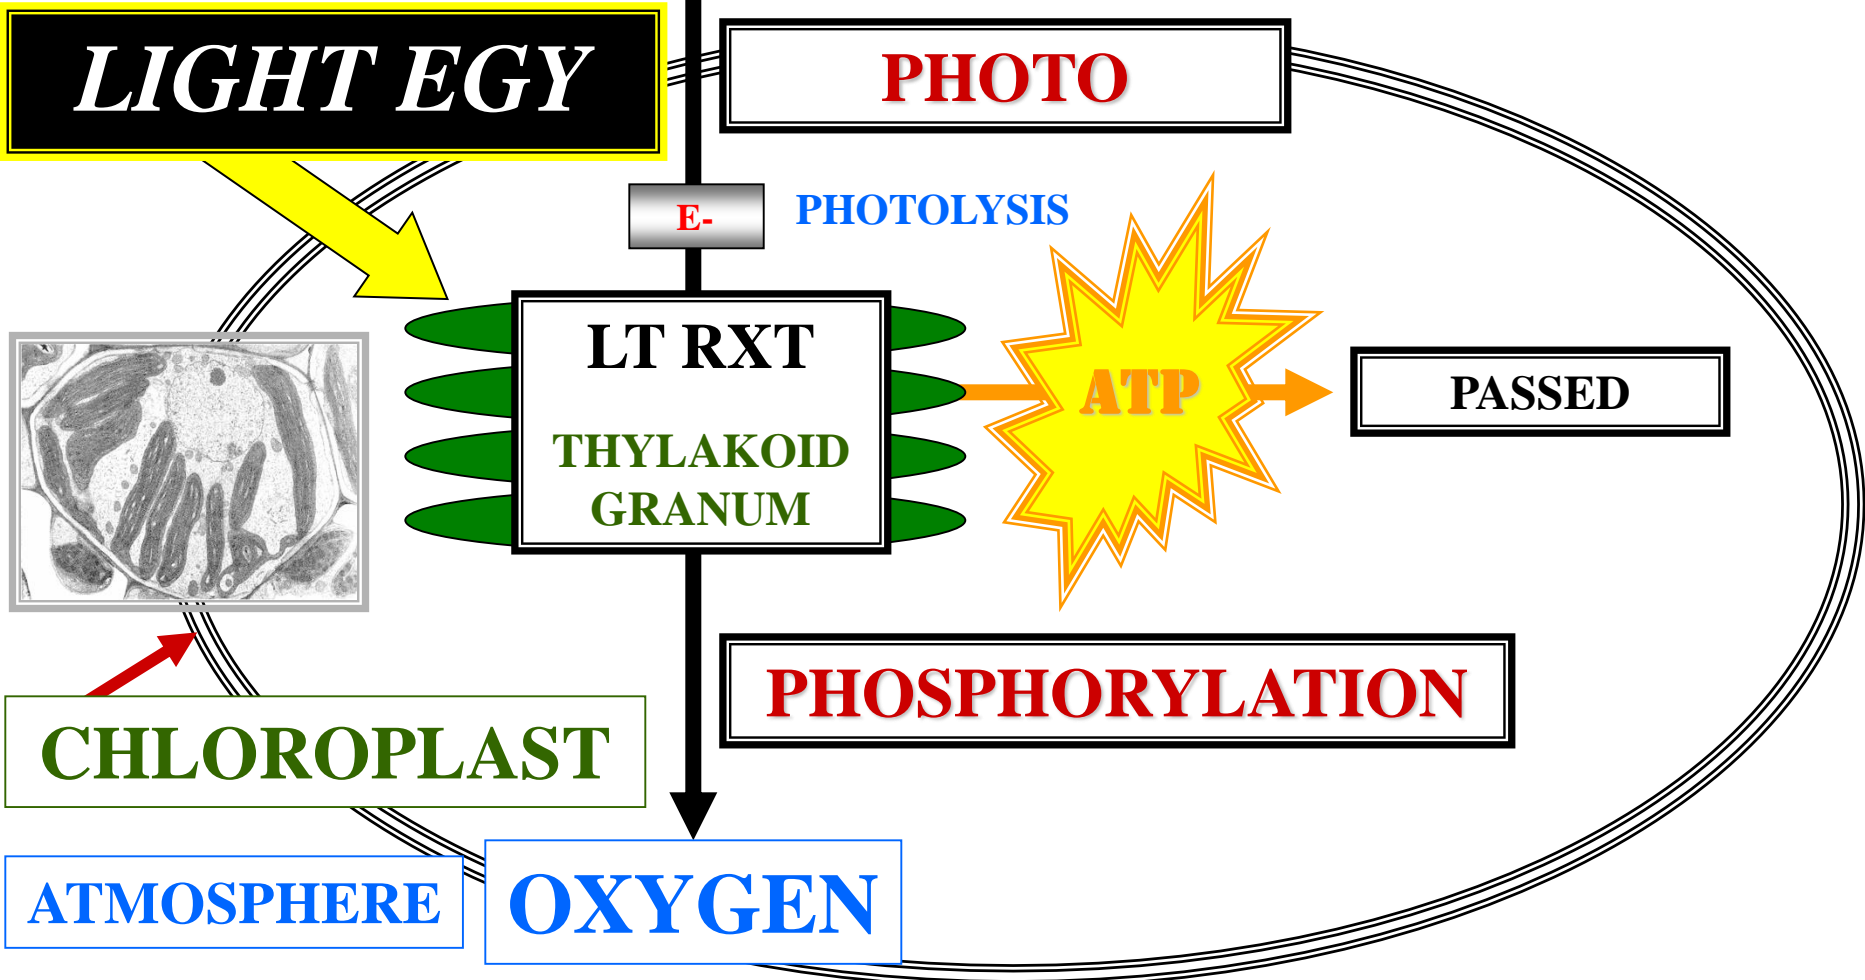 LIGHT EGY
PHOTO
E-
PHOTOLYSIS
LT RXT
THYLAKOID
GRANUM
ATP
PASSED
PHOSPHORYLATION
CHLOROPLAST
ATMOSPHERE
OXYGEN